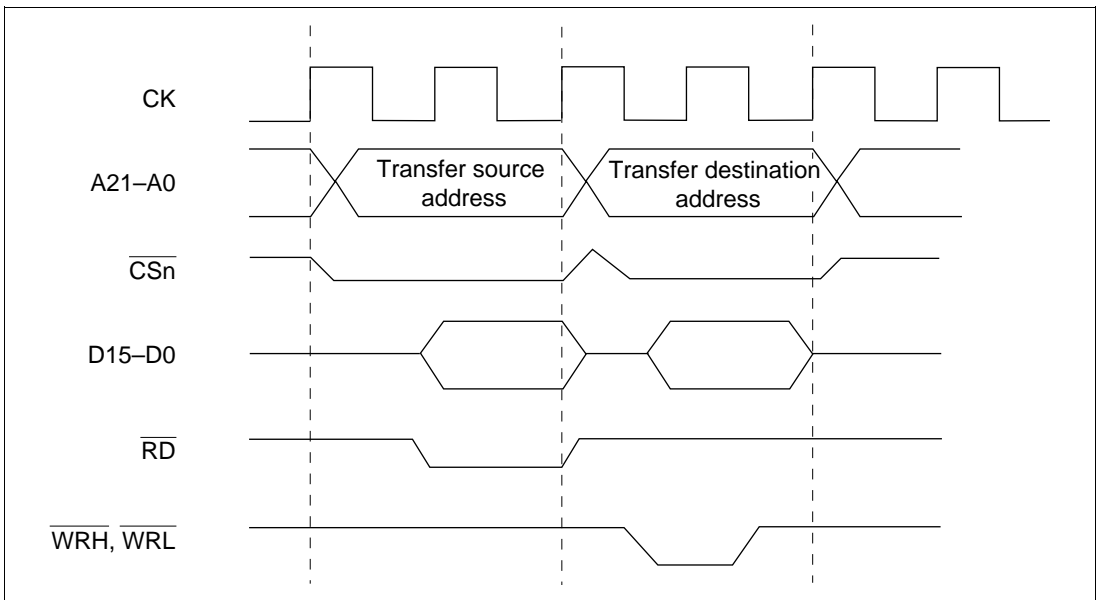 CK
A21–A0
Transfer source
address
Transfer destination
address
CSn
D15–D0
RD
WRH, WRL